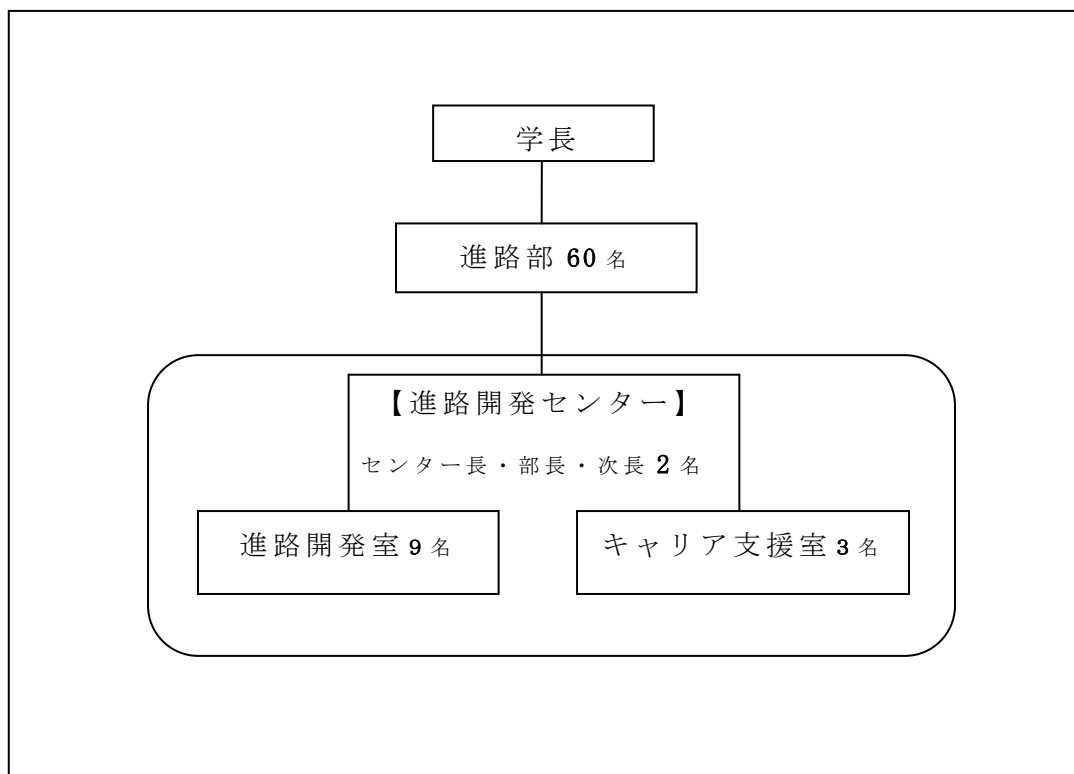 学長
進路部 60 名
【進路開発センター】
センター長・部長・次長 2 名
進路開発室 9 名
キャリア支援室 3 名